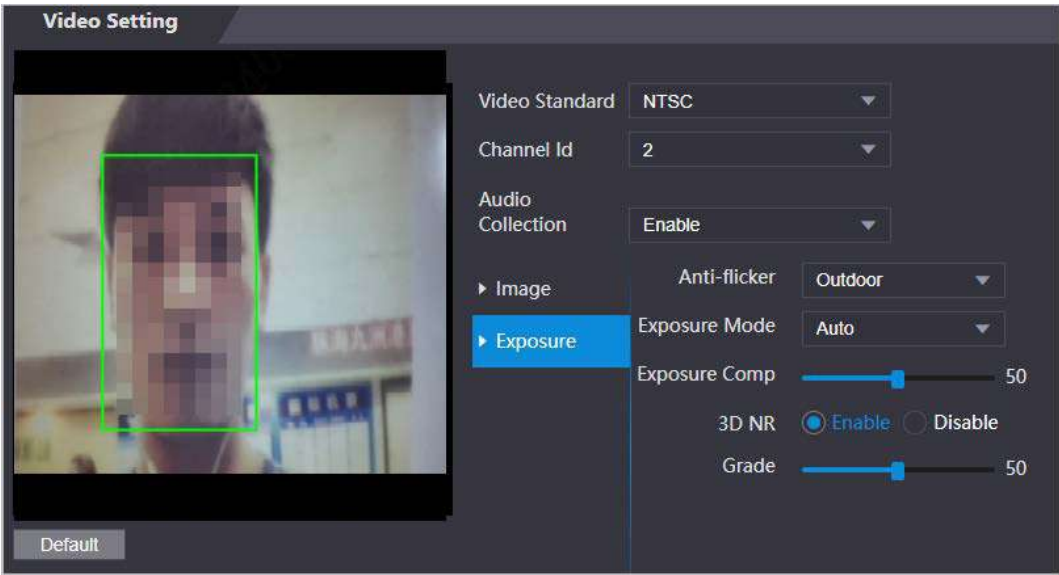 Video Setting
Video Standard NTSC
Channel Id 2
Audio
Collection Enable
Image
Exposure
Anti-flicker Outdoor
Exposure Mode Auto
Exposure Comp 50
3D NR Enable Disable
Grade 50
Default